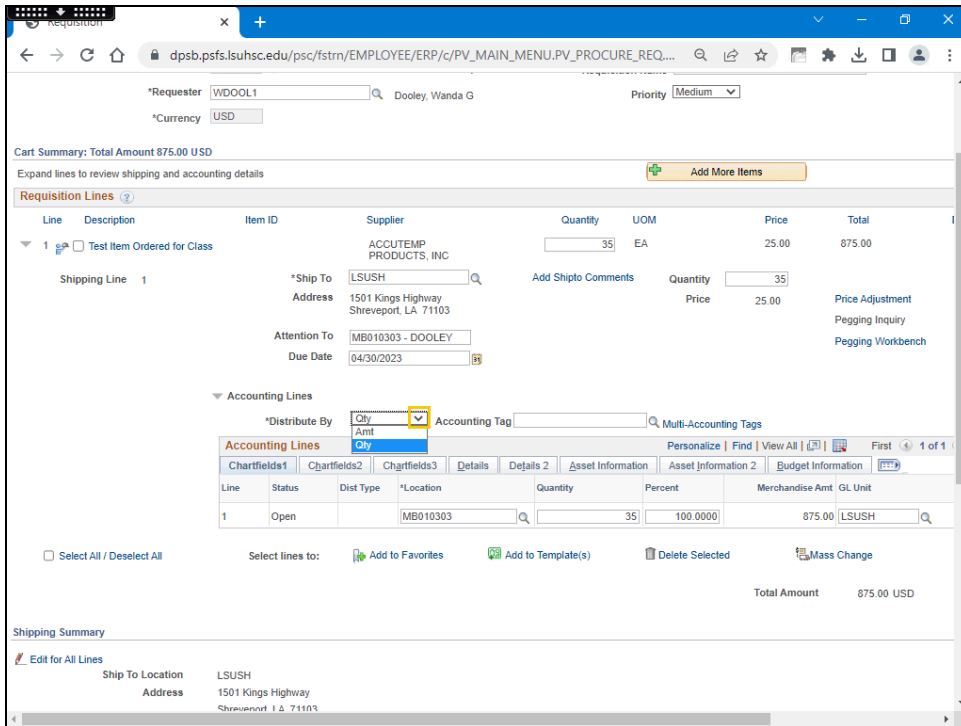 Requisition
dpsb.psfs.lsuhsc.edu/psc/fstrn/EMPLOYEE/ERP/c/PV_MAIN_MENU.PV_PROCURE_REQ....
*Requester WDOOL1 Dooley, Wanda G Priority Medium
*Currency USD
Cart Summary: Total Amount 875.00 USD
Expand lines to review shipping and accounting details Add More Items
Requisition Lines
Line Description Item ID Supplier Quantity UOM Price Total
1 Test Item Ordered for Class ACCUTEMP PRODUCTS, INC 35 EA 25.00 875.00
Shipping Line 1 *Ship To LSUSH Add Shipto Comments Quantity 35
Address 1501 Kings Highway Price 25.00 Price Adjustment
Shreveport, LA 71103
Pegging Inquiry
Attention To MB010303 - DOOLEY Pegging Workbench
Due Date 04/30/2023
Accounting Lines
*Distribute By Qty Accounting Tag Multi-Accounting Tags
Amt
Qty
Accounting Lines Personalize | Find | View All | First 1 of 1
Chartfields1 Chartfields2 Chartfields3 Details Details 2 Asset Information Asset Information 2 Budget Information
Line Status Dist Type *Location Quantity Percent Merchandise Amt GL Unit
1 Open MB010303 35 100.0000 875.00 LSUSH
Select All / Deselect All Select lines to: Add to Favorites Add to Template(s) Delete Selected Mass Change
Total Amount 875.00 USD
Shipping Summary
Edit for All Lines
Ship To Location LSUSH
Address 1501 Kings Highway
Shreveport, LA 71103